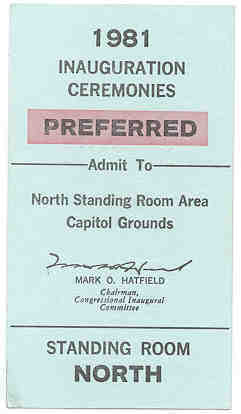 1981
INAUGURATION
CEREMONIES
PREFERRED
Admit To
North Standing Room Area
Capitol Grounds
MARK O. HATFIELD
Chairman,
Congressional Inaugural
Committee
STANDING ROOM
NORTH